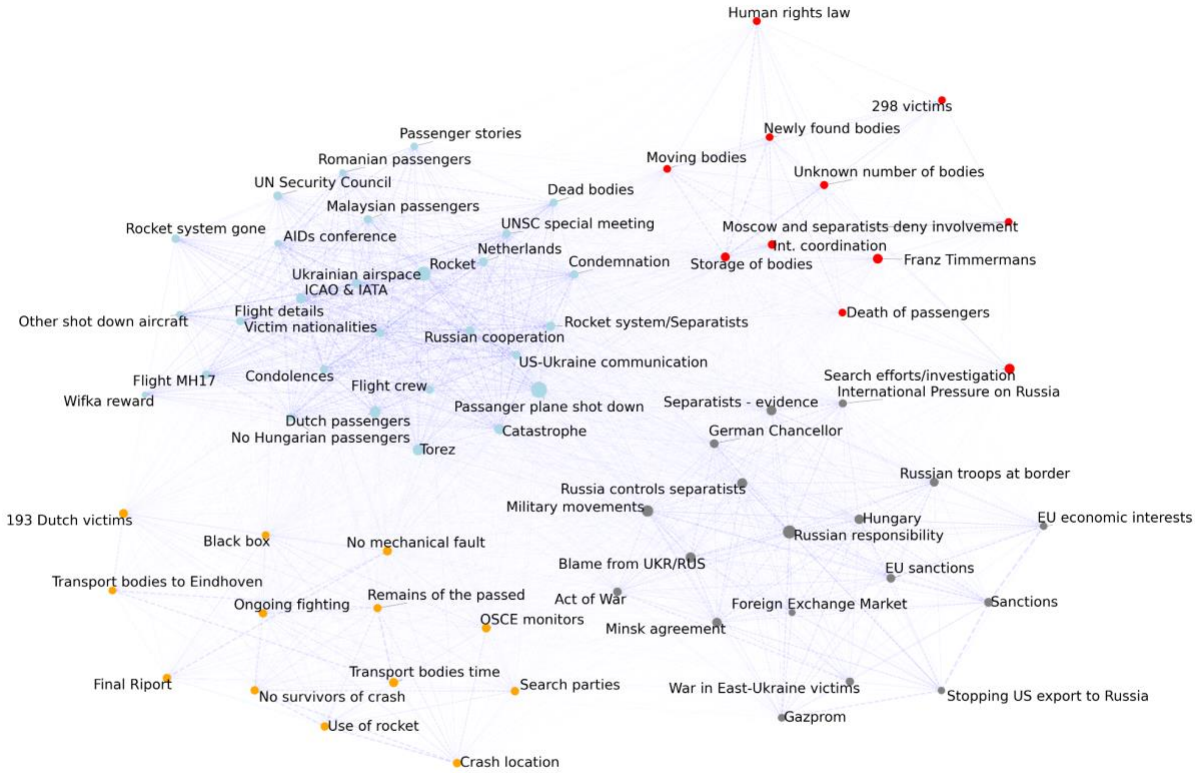 Human rights law
298 victims
Newly found bodies
Passenger stories
Moving bodies
Romanian passengers
Unknown number of bodies
UN Security Council
Dead bodies
Malaysian passengers
UNSC special meeting
Moscow and separatists deny involvement
Rocket system gone
AIDs conference
Int. coordination
Netherlands
Franz Timmermans
Condemnation
Rocket
Storage of bodies
Ukrainian airspace
ICAO & IATA
Flight details
Death of passengers
Other shot down aircraft
Victim nationalities
Rocket system/Separatists
Russian cooperation
US-Ukraine communication
Condolences
Search efforts/investigation
Flight MH17
Flight crew
International Pressure on Russia
Wifka reward
Separatists - evidence
Passanger plane shot down
Dutch passengers
German Chancellor
Catastrophe
No Hungarian passengers
Torez
Russian troops at border
Russia controls separatists
Military movements
EU economic interests
Hungary
193 Dutch victims
Russian responsibility
Black box
No mechanical fault
Blame from UKR/RUS
EU sanctions
Transport bodies to Eindhoven
Remains of the passed
Act of War
Sanctions
Ongoing fighting
Foreign Exchange Market
OSCE monitors
Minsk agreement
Transport bodies time
Final Riport
Search parties
War in East-Ukraine victims
No survivors of crash
Stopping US export to Russia
Gazprom
Use of rocket
Crash location